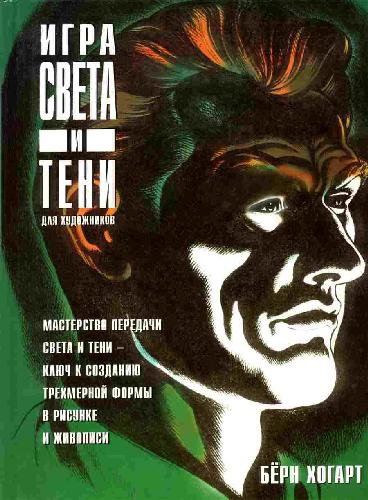 ИГРА
СВЕТА
И
ТЕНИ
ДЛЯ ХУДОЖНИКОВ
МАСТЕРСТВО ПЕРЕДАЧИ
СВЕТА И ТЕНИ –
КЛЮЧ К СОЗДАНИЮ
ТРЕХМЕРНОЙ ФОРМЫ
В РИСУНКЕ
И ЖИВОПИСИ
БЁРН ХОГАРТ